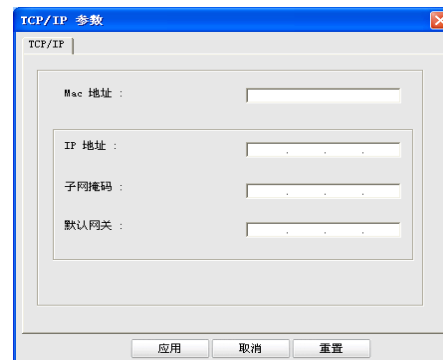 TCP/IP 参数
TCP/IP
Mac 地址 :
IP 地址 :
子网掩码 :
默认网关 :
应用 取消 重置